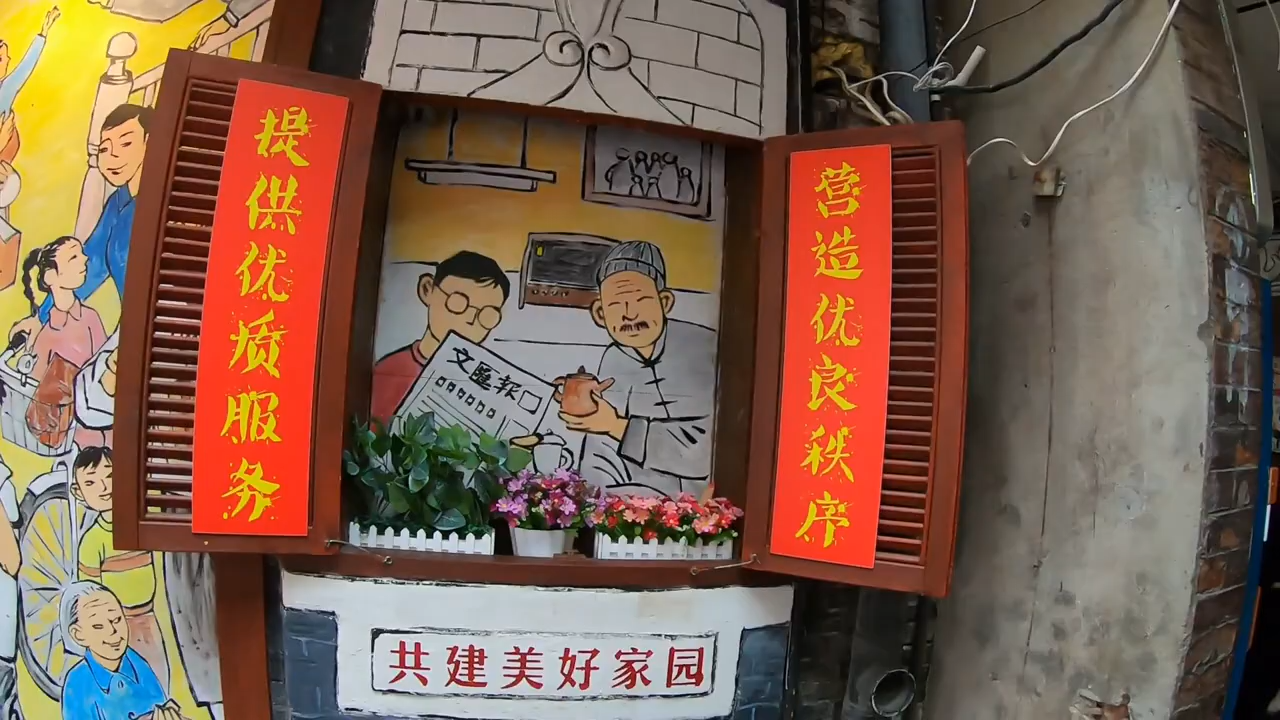 提供优质服务
营造优良秩序
文匯報
共建美好家园